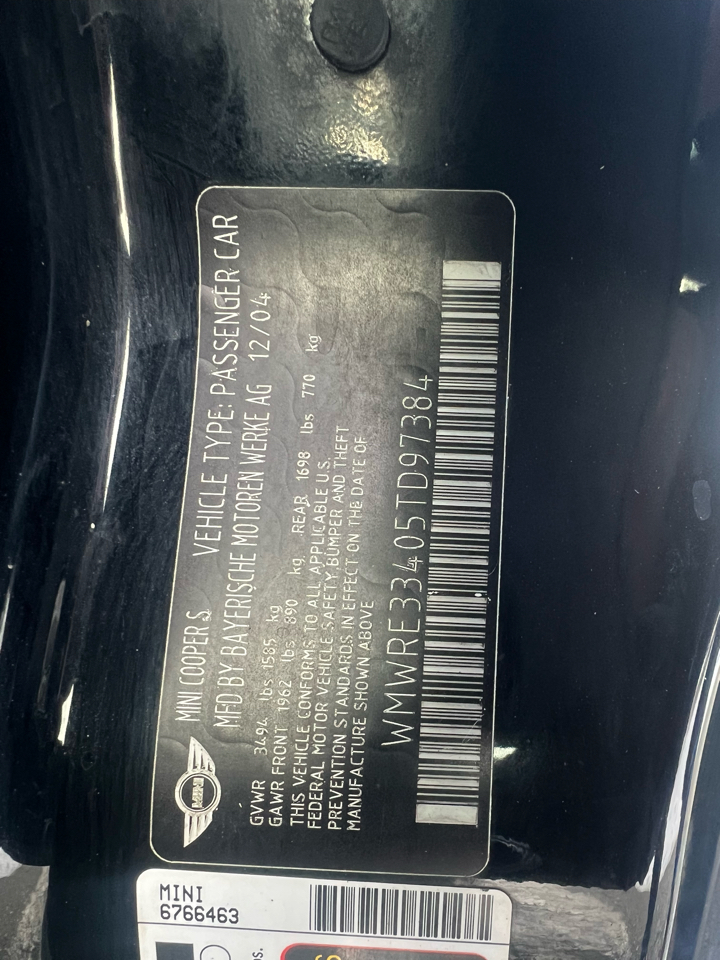 MINI
MINI COOPER S VEHICLE TYPE: PASSENGER CAR
MFD BY BAYERISCHE MOTOREN WERKE AG 12/04
GVWR 3494 lbs 1585 kg
GAWR FRONT 1962 lbs 890 kg REAR 1698 lbs 770 kg
THIS VEHICLE CONFORMS TO ALL APPLICABLE U.S.
FEDERAL MOTOR VEHICLE SAFETY, BUMPER AND THEFT
PREVENTION STANDARDS IN EFFECT ON THE DATE OF
MANUFACTURE SHOWN ABOVE
WMWRE33405TD97384
MINI
6766463